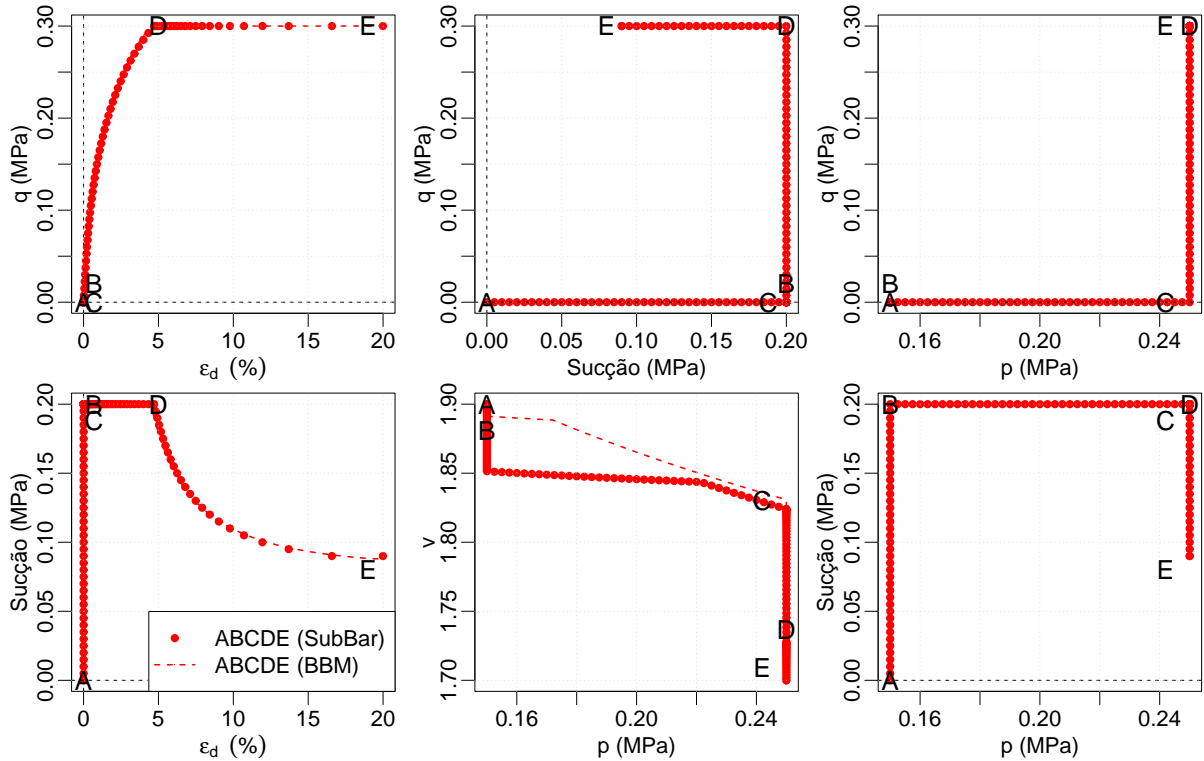 0.00 0.10 0.20 0.30
q (MPa)
A B C D E
0 5 10 15 20
εd (%)
0.00 0.10 0.20 0.30
q (MPa)
A B C D E
0.00 0.05 0.10 0.15 0.20
Sucção (MPa)
0.00 0.10 0.20 0.30
q (MPa)
A B C D E
0.16 0.20 0.24
p (MPa)
0.00 0.05 0.10 0.15 0.20
Sucção (MPa)
A B C D E
ABCDE (SubBar)
ABCDE (BBM)
0 5 10 15 20
εd (%)
1.70 1.75 1.80 1.85 1.90
v
A B C D E
0.16 0.20 0.24
p (MPa)
0.00 0.05 0.10 0.15 0.20
Sucção (MPa)
A B C D E
0.16 0.20 0.24
p (MPa)